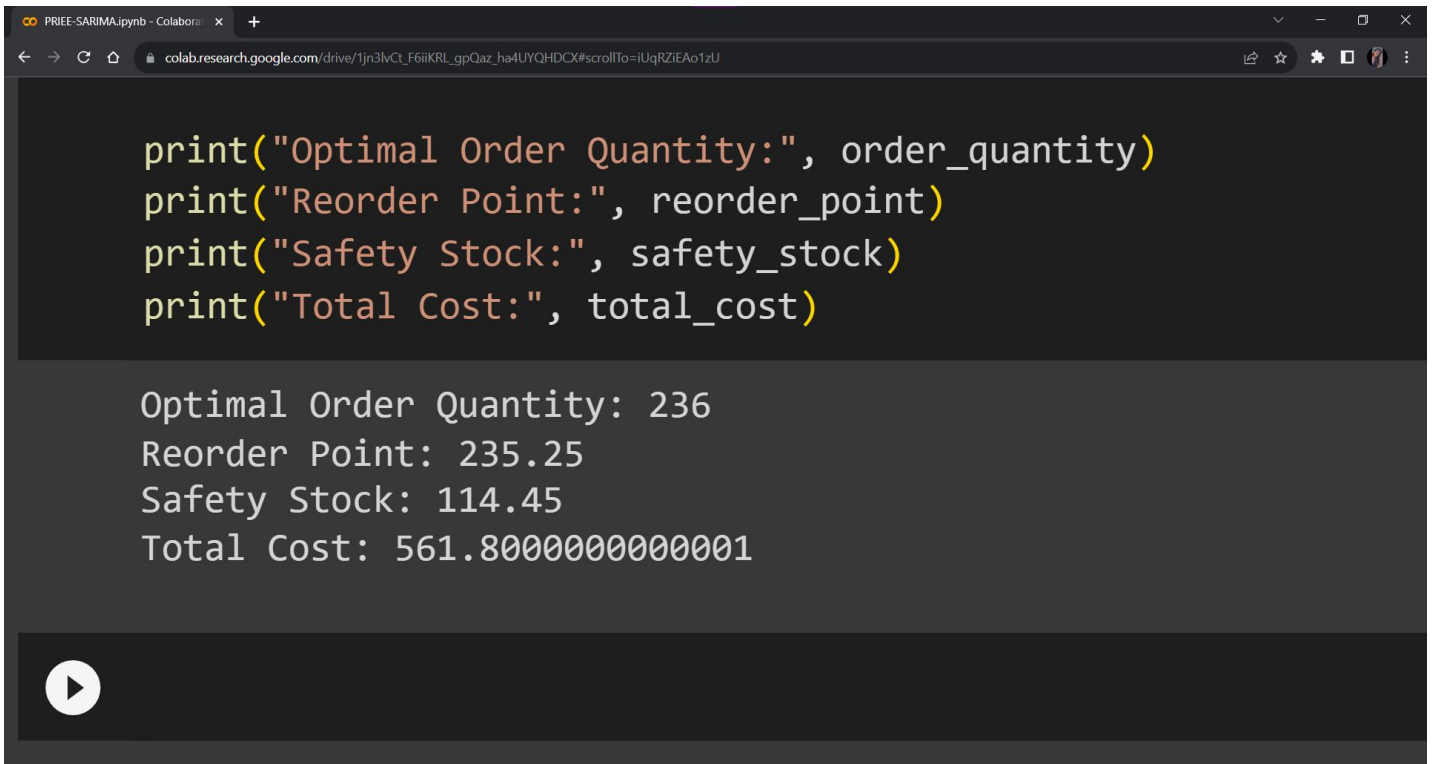 PRIEE-SARIMA.ipynb - Colabora
colab.research.google.com/drive/1jn3lvCt_F6iiKRL_gpQaz_ha4UYQHDCX#scrollTo=iUqRZiEAo1zU
print("Optimal Order Quantity:", order_quantity)
print("Reorder Point:", reorder_point)
print("Safety Stock:", safety_stock)
print("Total Cost:", total_cost)
Optimal Order Quantity: 236
Reorder Point: 235.25
Safety Stock: 114.45
Total Cost: 561.8000000000001